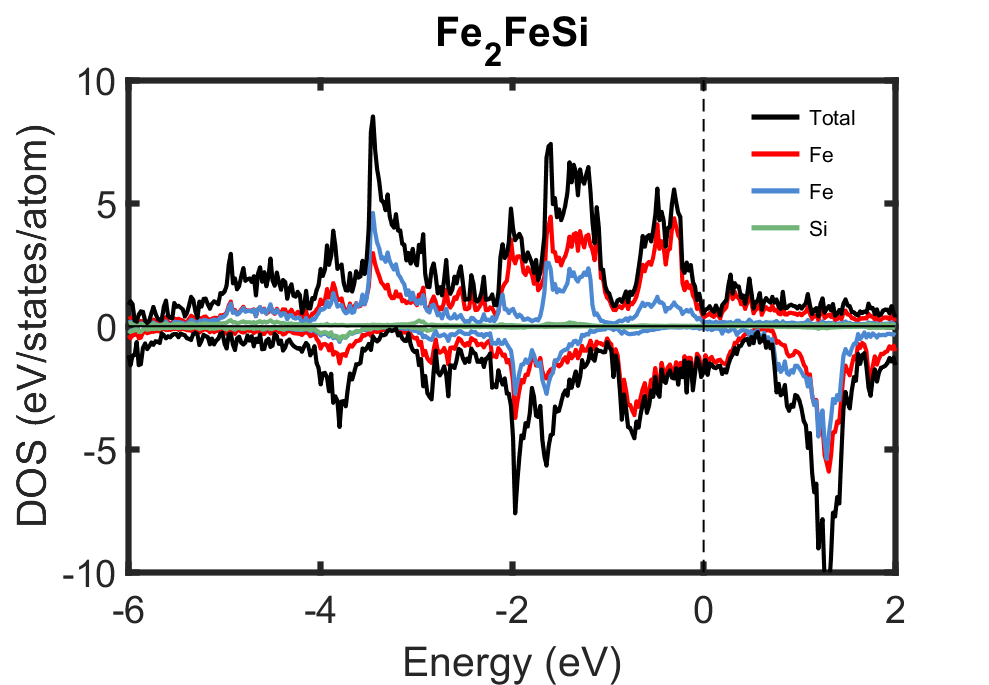 Fe2FeSi
10
5
0
-5
-10
DOS (eV/states/atom)
Total
Fe
Fe
Si
-6
-4
-2
0
2
Energy (eV)